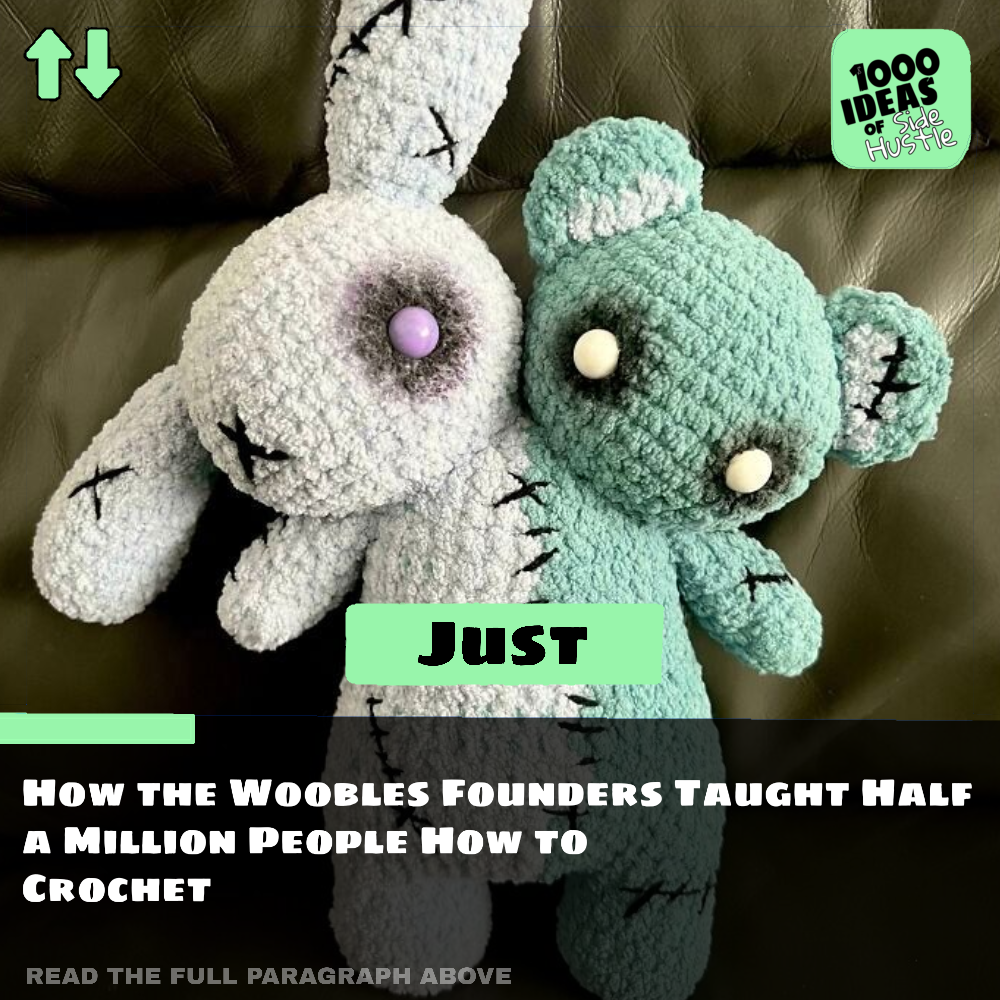 1000
IDEAS
OF Side
Hustle
JUST
HOW THE WOOBLES FOUNDERS TAUGHT HALF
A MILLION PEOPLE HOW TO
CROCHET
READ THE FULL PARAGRAPH ABOVE